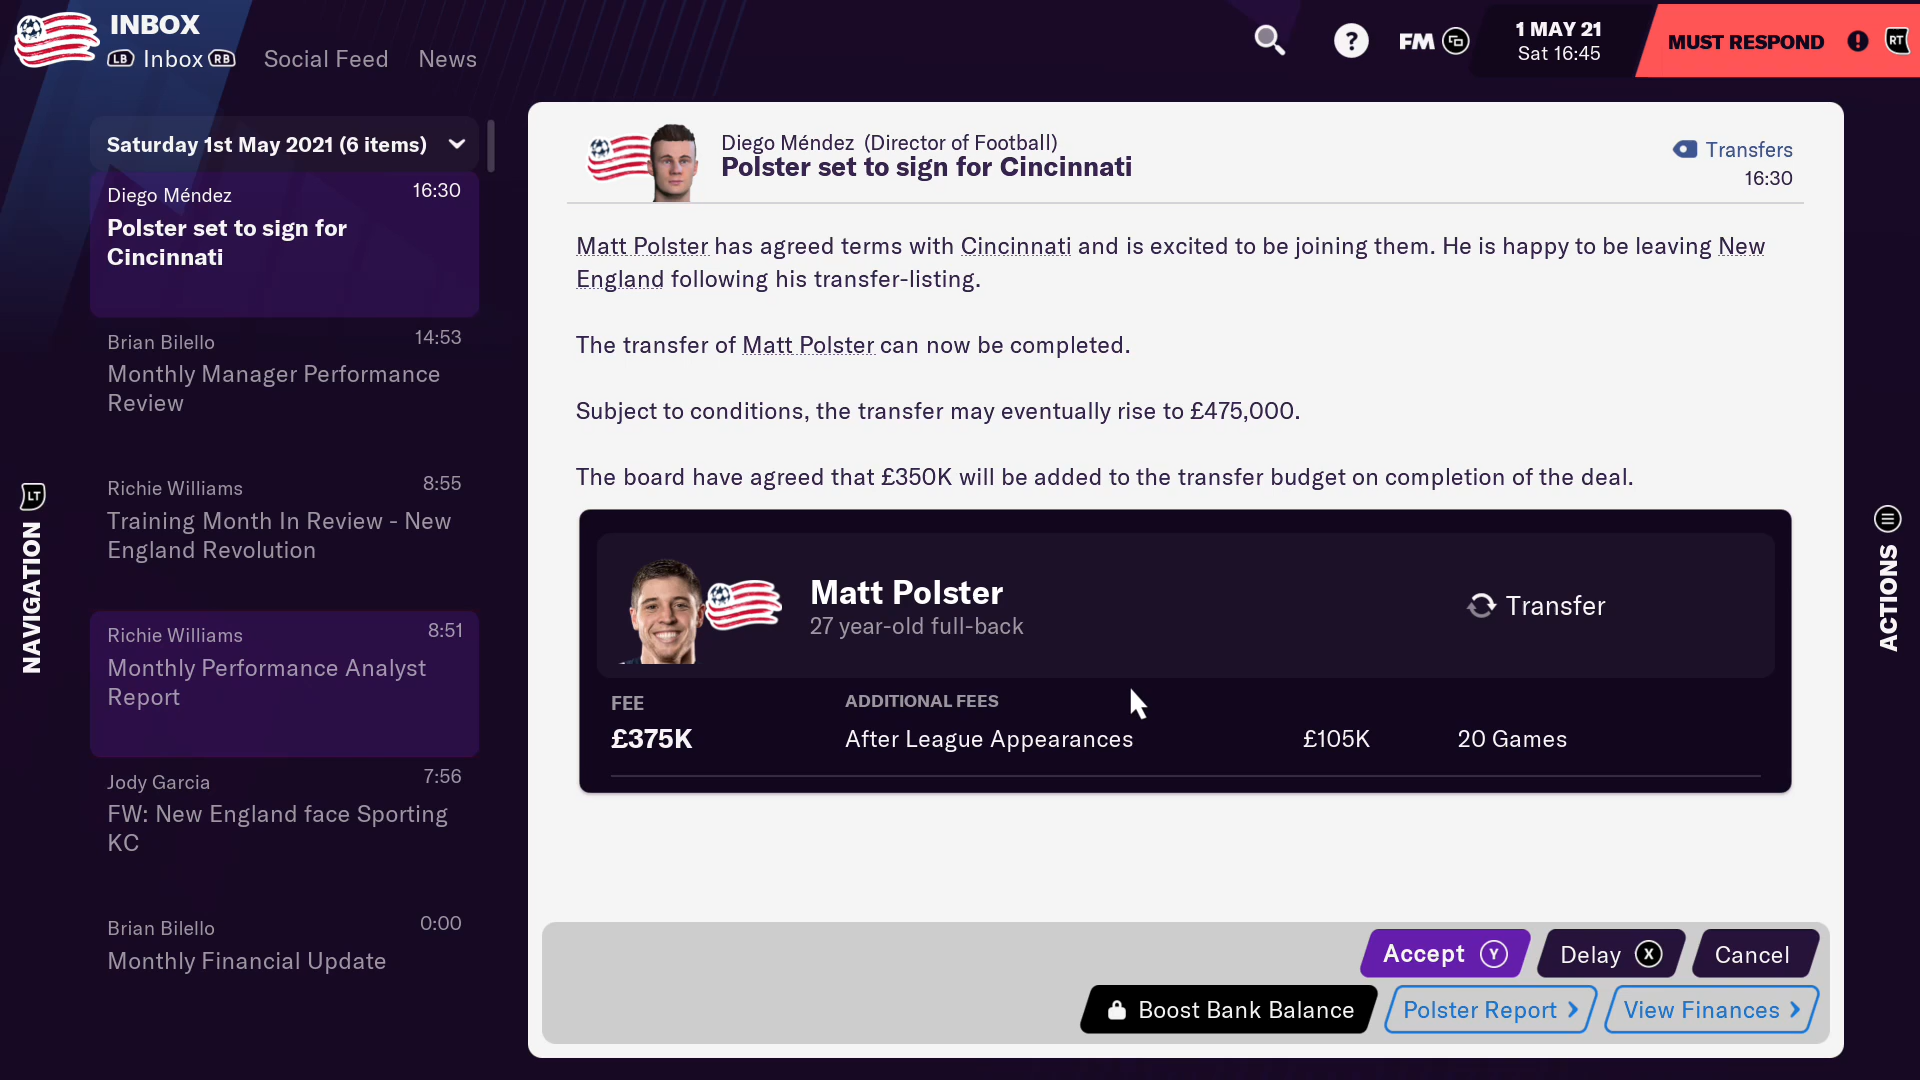 INBOX
LB Inbox RB
Social Feed
News
?
FM
1 MAY 21
Sat 16:45
MUST RESPOND
RT
Saturday 1st May 2021 (6 items)
Diego Méndez 16:30
Polster set to sign for
Cincinnati
Brian Bilello 14:53
Monthly Manager Performance
Review
Richie Williams 8:55
Training Month In Review - New
England Revolution
Richie Williams 8:51
Monthly Performance Analyst
Report
Jody Garcia 7:56
FW: New England face Sporting
KC
Brian Bilello 0:00
Monthly Financial Update
LT
NAVIGATION
Diego Méndez (Director of Football)
Polster set to sign for Cincinnati
Transfers
16:30
Matt Polster has agreed terms with Cincinnati and is excited to be joining them. He is happy to be leaving New
England following his transfer-listing.
The transfer of Matt Polster can now be completed.
Subject to conditions, the transfer may eventually rise to £475,000.
The board have agreed that £350K will be added to the transfer budget on completion of the deal.
Matt Polster
27 year-old full-back
Transfer
FEE
£375K
ADDITIONAL FEES
After League Appearances £105K 20 Games
Accept Y
Delay X
Cancel
Boost Bank Balance
Polster Report
View Finances
ACTIONS